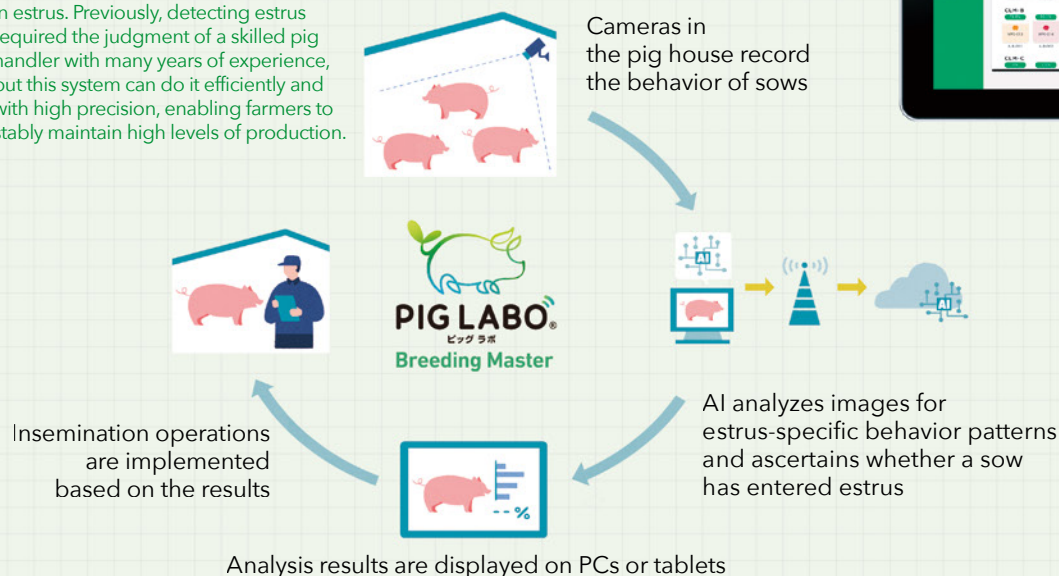 n estrus. Previously, detecting estrus
equired the judgment of a skilled pig
handler with many years of experience,
but this system can do it efficiently and
with high precision, enabling farmers to
stably maintain high levels of production.
Cameras in
the pig house record
the behavior of sows
AI
AI
PIG LABO®
ピッグ ラボ
Breeding Master
AI analyzes images for
estrus-specific behavior patterns
and ascertains whether a sow
has entered estrus
Insemination operations
are implemented
based on the results
--%
Analysis results are displayed on PCs or tablets